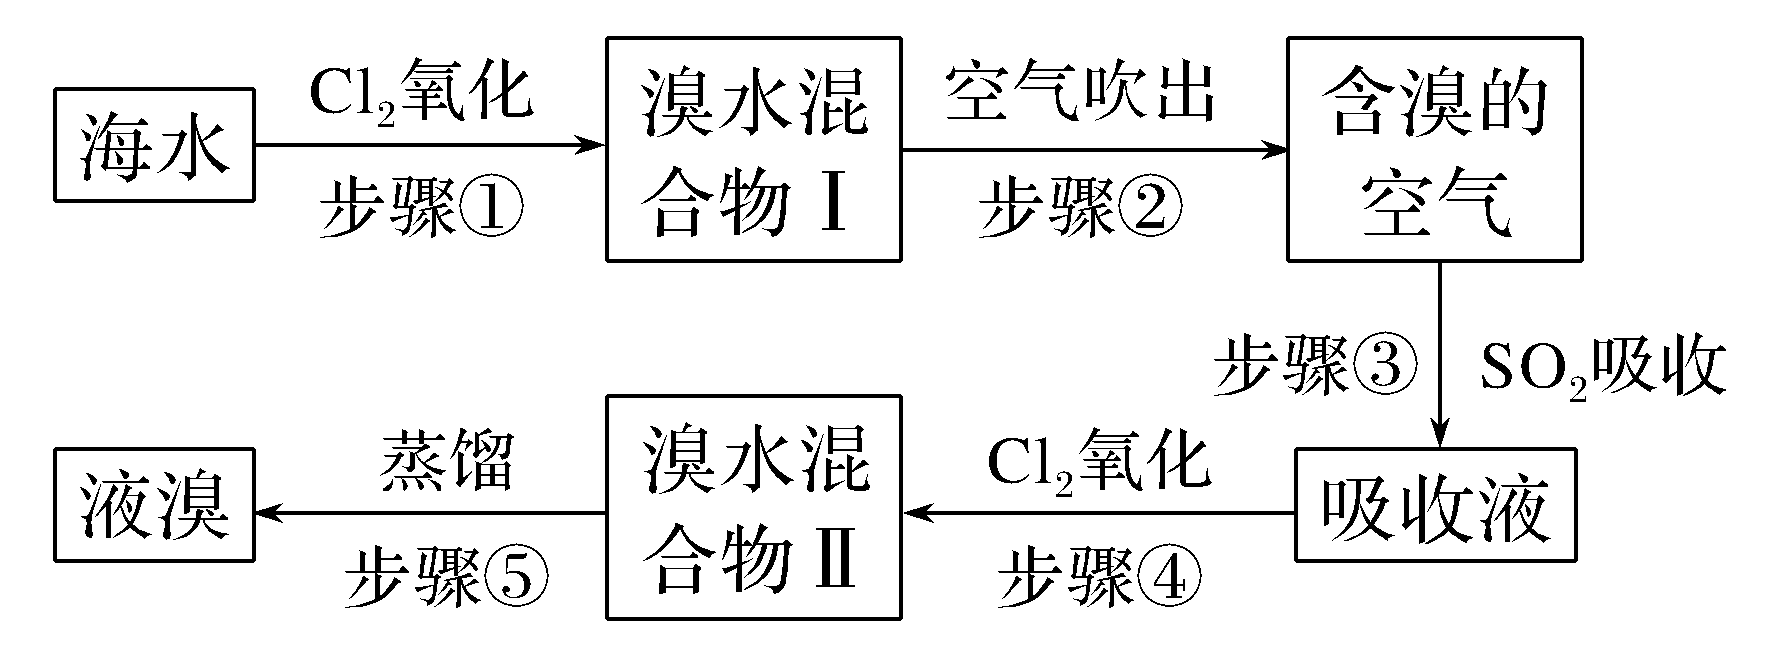 海水
Cl₂氧化
步骤①
溴水混
合物Ⅰ
空气吹出
步骤②
含溴的
空气
步骤③
SO₂吸收
吸收液
Cl₂氧化
步骤④
溴水混
合物Ⅱ
蒸馏
步骤⑤
液溴